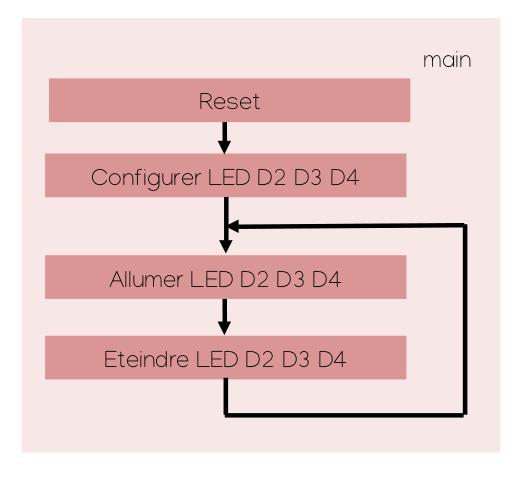 main
Reset
Configurer LED D2 D3 D4
Allumer LED D2 D3 D4
Eteindre LED D2 D3 D4